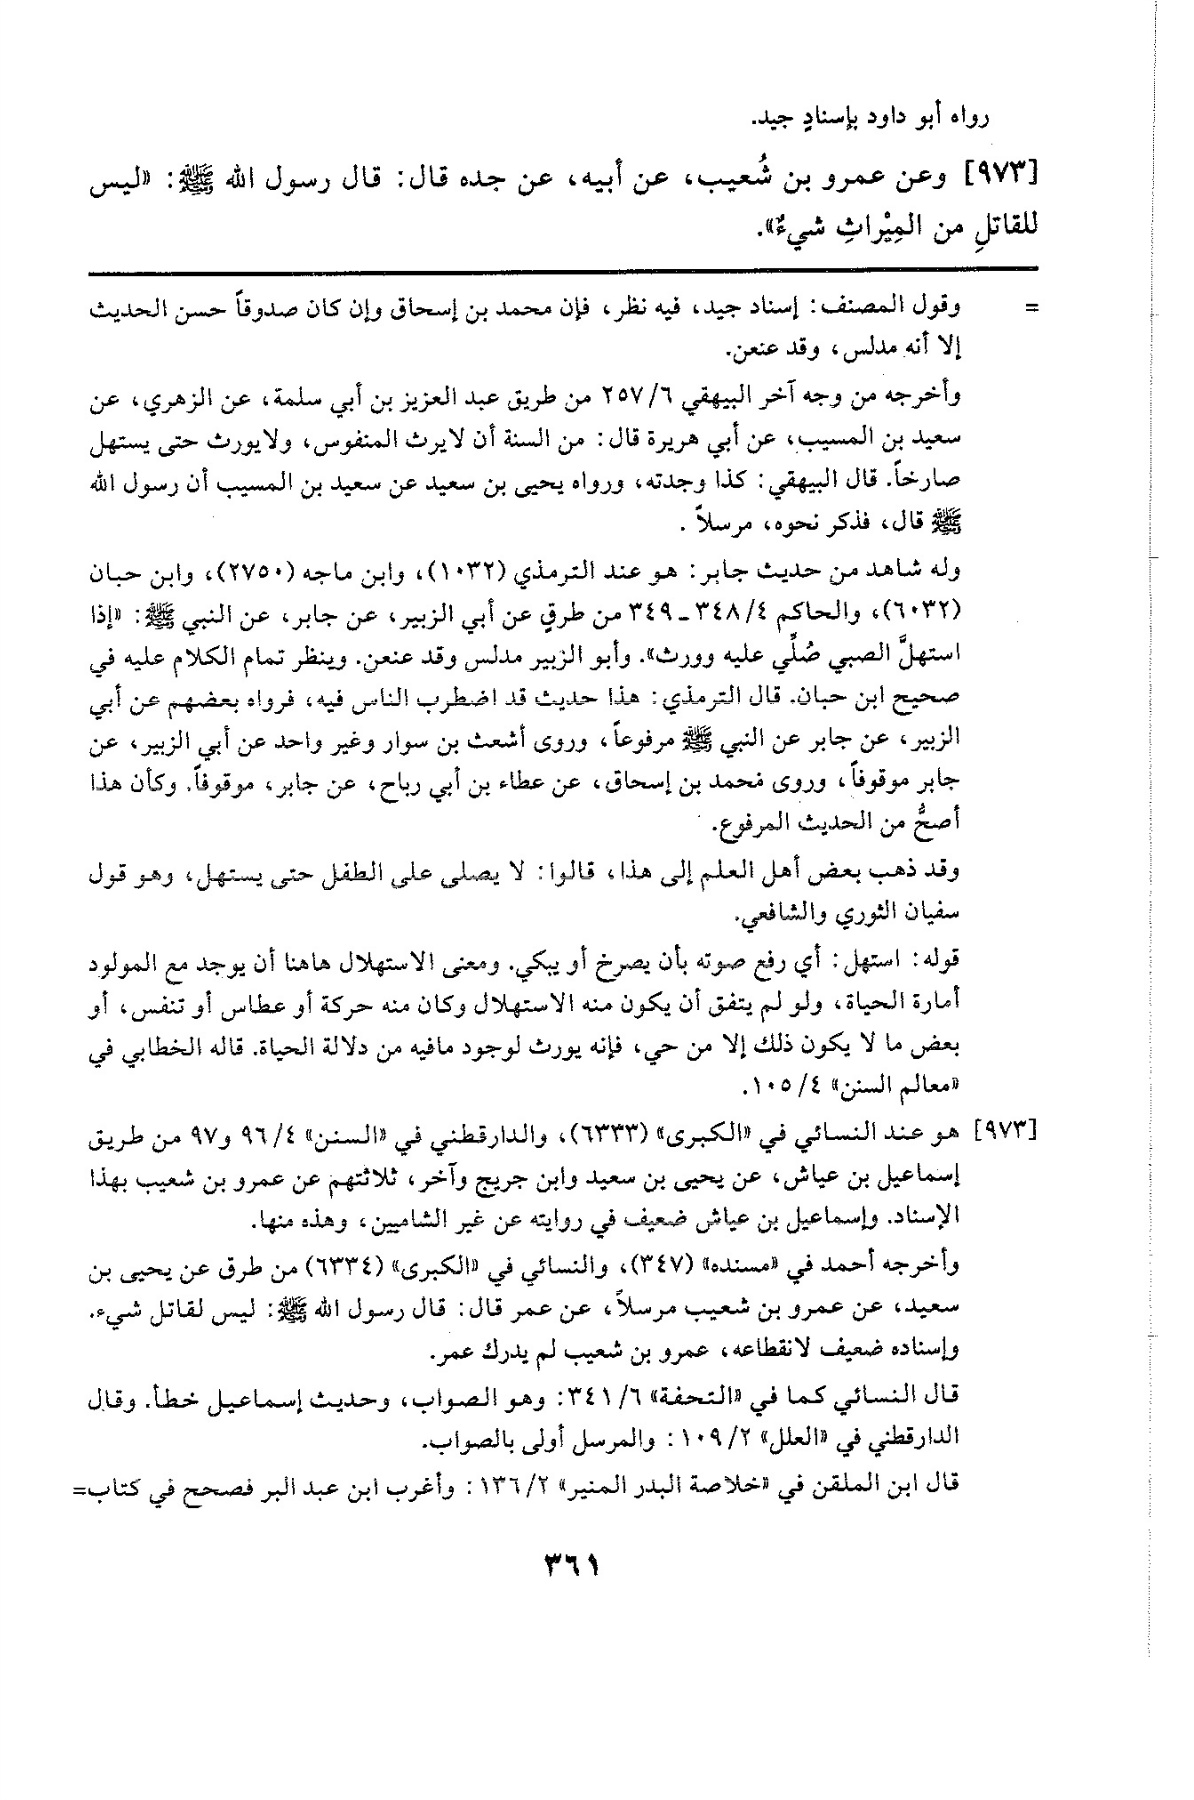 رواه أبو داود بإسنادٍ جيد.
[٩٧٣] وعن عمرو بن شُعيب، عن أبيه، عن جده قال: قال رسول الله ﷺ: «ليس
للقاتلِ من المِيْراثِ شيءٌ».
= وقول المصنف: إسناد جيد، فيه نظر، فإن محمد بن إسحاق وإن كان صدوقاً حسن الحديث
إلا أنه مدلس، وقد عنعن.
وأخرجه من وجه آخر البيهقي ٢٥٧/٦ من طريق عبد العزيز بن أبي سلمة، عن الزهري، عن
سعيد بن المسيب، عن أبي هريرة قال: من السنة أن لايرث المنفوس، ولايورث حتى يستهل
صارخاً. قال البيهقي: كذا وجدته، ورواه يحيى بن سعيد عن سعيد بن المسيب أن رسول الله
ﷺ قال، فذكر نحوه، مرسلاً .
وله شاهد من حديث جابر: هو عند الترمذي (١٠٣٢)، وابن ماجه (٢٧٥٠)، وابن حبان
(٦٠٣٢)، والحاكم ٣٤٨/٤ ـ ٣٤٩ من طرقٍ عن أبي الزبير، عن جابر، عن النبي ﷺ: «إذا
استهلَّ الصبي صُلِّي عليه وورث». وأبو الزبير مدلس وقد عنعن. وينظر تمام الكلام عليه في
صحيح ابن حبان. قال الترمذي: هذا حديث قد اضطرب الناس فيه، فرواه بعضهم عن أبي
الزبير، عن جابر عن النبي ﷺ مرفوعاً، وروى أشعث بن سوار وغير واحد عن أبي الزبير، عن
جابر موقوفاً، وروى محمد بن إسحاق، عن عطاء بن أبي رباح، عن جابر، موقوفاً. وكأن هذا
أصحُّ من الحديث المرفوع.
وقد ذهب بعض أهل العلم إلى هذا، قالوا: لا يصلى على الطفل حتى يستهل، وهو قول
سفيان الثوري والشافعي.
قوله: استهل: أي رفع صوته بأن يصرخ أو يبكي. ومعنى الاستهلال هاهنا أن يوجد مع المولود
أمارة الحياة، ولو لم يتفق أن يكون منه الاستهلال وكان منه حركة أو عطاس أو تنفس، أو
بعض ما لا يكون ذلك إلا من حي، فإنه يورث لوجود مافيه من دلالة الحياة. قاله الخطابي في
«معالم السنن» ١٠٥/٤.
[٩٧٣] هو عند النسائي في «الكبرى» (٦٣٣٣)، والدارقطني في «السنن» ٩٦/٤ و٩٧ من طريق
إسماعيل بن عياش، عن يحيى بن سعيد وابن جريج وآخر، ثلاثتهم عن عمرو بن شعيب بهذا
الإسناد. وإسماعيل بن عياش ضعيف في روايته عن غير الشاميين، وهذه منها.
وأخرجه أحمد في «مسنده» (٣٤٧)، والنسائي في «الكبرى» (٦٣٣٤) من طرق عن يحيى بن
سعيد، عن عمرو بن شعيب مرسلاً، عن عمر قال: قال رسول الله ﷺ: ليس لقاتل شيء.
وإسناده ضعيف لانقطاعه، عمرو بن شعيب لم يدرك عمر.
قال النسائي كما في «التحفة» ٣٤١/٦: وهو الصواب، وحديث إسماعيل خطأ. وقال
الدارقطني في «العلل» ١٠٩/٢: والمرسل أولى بالصواب.
قال ابن الملقن في «خلاصة البدر المنير» ١٣٦/٢: وأغرب ابن عبد البر فصحح في كتاب=
٣٦١